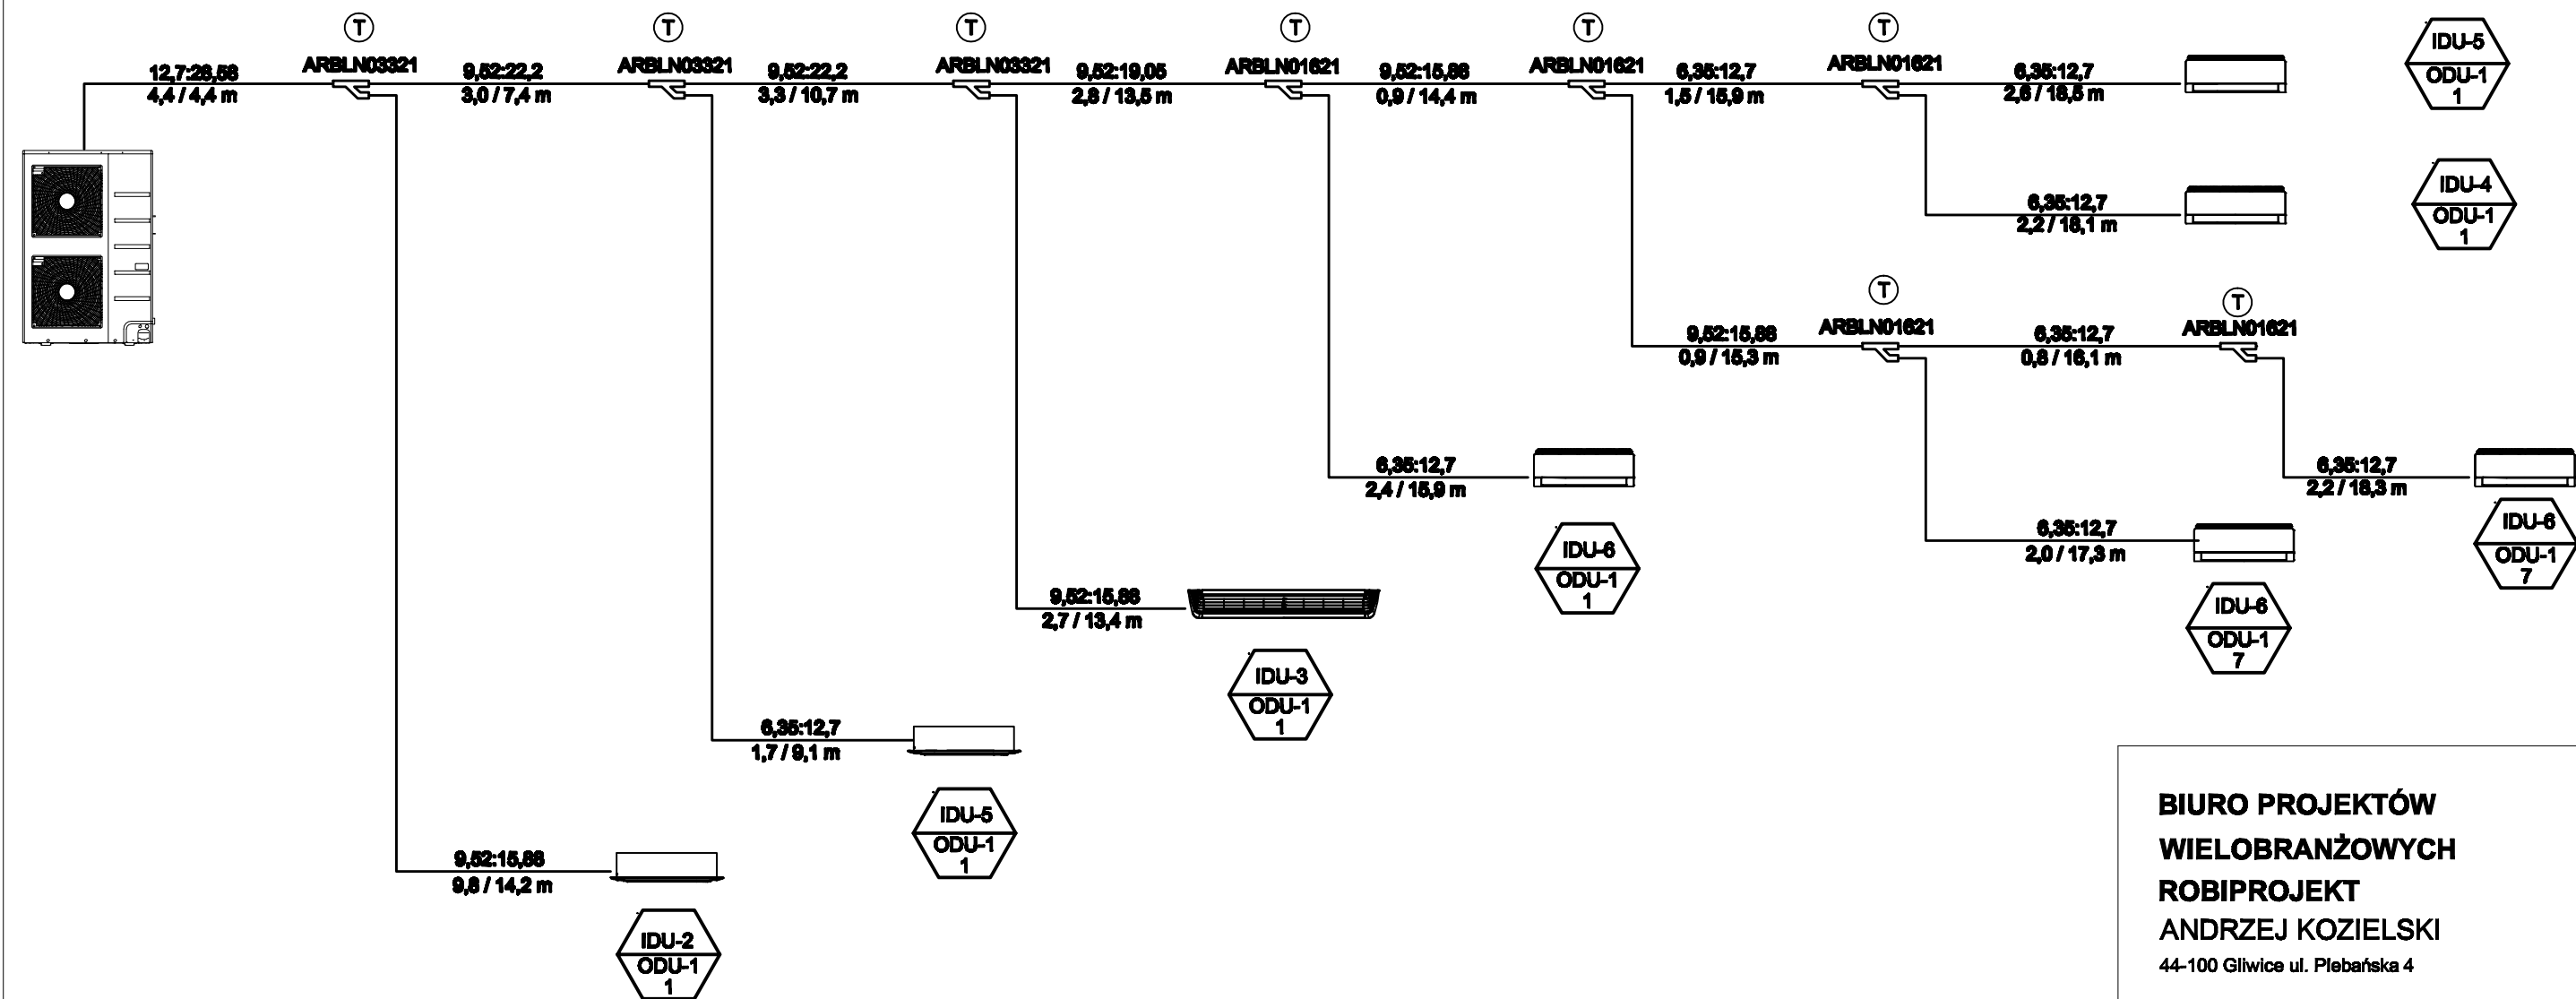 T
T
T
T
T
T
ARBLN03321
ARBLN03321
ARBLN03321
ARBLN01621
ARBLN01621
ARBLN01621
12,7:28,58
4,4 / 4,4 m
9,52:22,2
3,0 / 7,4 m
9,52:22,2
3,3 / 10,7 m
9,52:19,05
2,8 / 13,5 m
9,52:15,88
0,9 / 14,4 m
6,35:12,7
1,5 / 15,9 m
6,35:12,7
2,6 / 18,5 m
IDU-5
ODU-1
1
6,35:12,7
2,2 / 18,1 m
IDU-4
ODU-1
1
T
T
ARBLN01621
ARBLN01621
9,52:15,88
0,9 / 15,3 m
6,35:12,7
0,8 / 16,1 m
6,35:12,7
2,4 / 15,9 m
6,35:12,7
2,2 / 18,3 m
IDU-6
ODU-1
1
6,35:12,7
2,0 / 17,3 m
IDU-6
ODU-1
7
IDU-6
ODU-1
7
9,52:15,88
2,7 / 13,4 m
IDU-3
ODU-1
1
6,35:12,7
1,7 / 9,1 m
IDU-5
ODU-1
1
9,52:15,88
9,8 / 14,2 m
IDU-2
ODU-1
1
BIURO PROJEKTÓW
WIELOBRANŻOWYCH
ROBIPROJEKT
ANDRZEJ KOZIELSKI
44-100 Gliwice ul. Plebańska 4